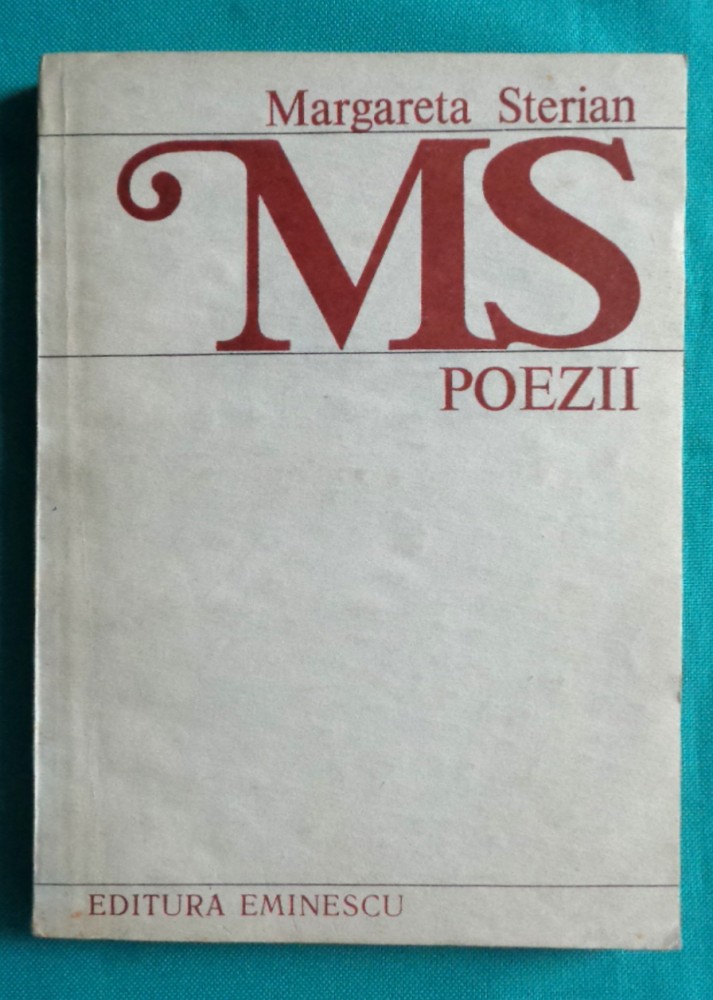 Margareta Sterian
MS
POEZII
EDITURA EMINESCU